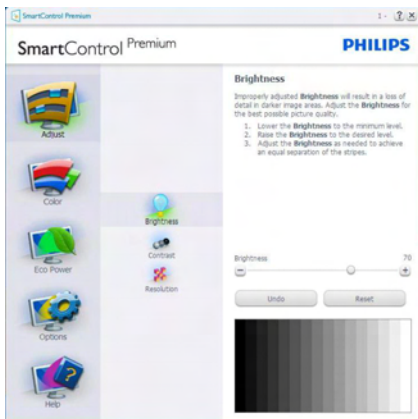 SmartControl Premium
1 - ? ×
SmartControl Premium
PHILIPS
Adjust
Color
Eco Power
Options
Help
Brightness
Contrast
Resolution
Brightness
Improperly adjusted Brightness will result in a loss of
detail in darker image areas. Adjust the Brightness for
the best possible picture quality.
1. Lower the Brightness to the minimum level.
2. Raise the Brightness to the desired level.
3. Adjust the Brightness as needed to achieve
an equal separation of the stripes.
Brightness 70
Undo Reset